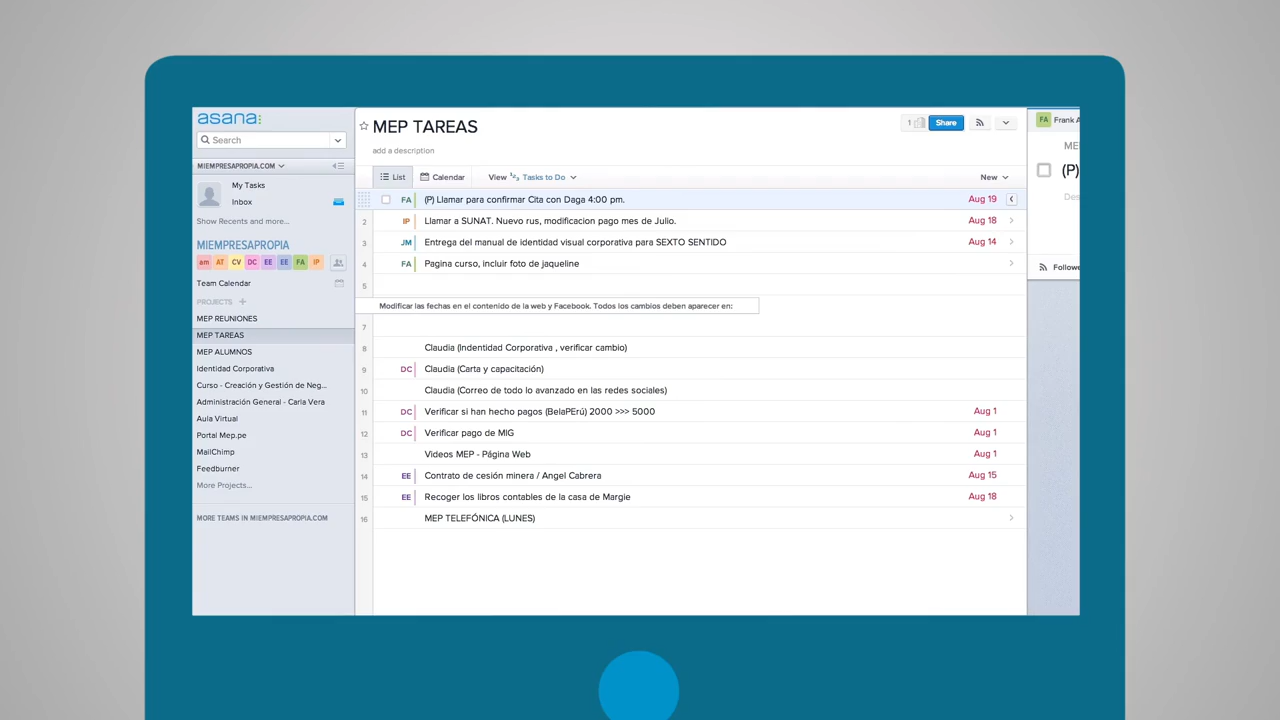 asana:
Search
MIEMPRESAPROPIA.COM
My Tasks
Inbox
Show Recents and more...
MIEMPRESAPROPIA
am AT CV DC EE EE FA IP
Team Calendar
PROJECTS +
MEP REUNIONES
MEP TAREAS
MEP ALUMNOS
Identidad Corporativa
Curso - Creación y Gestión de Neg...
Administración General - Carla Vera
Aula Virtual
Portal Mep.pe
MailChimp
Feedburner
More Projects...
MORE TEAMS IN MIEMPRESAPROPIA.COM
MEP TAREAS
1
Share
add a description
List Calendar View Tasks to Do New
FA (P) Llamar para confirmar Cita con Daga 4:00 pm. Aug 19
2 IP Llamar a SUNAT. Nuevo rus, modificacion pago mes de Julio. Aug 18
3 JM Entrega del manual de identidad visual corporativa para SEXTO SENTIDO Aug 14
4 FA Pagina curso, incluir foto de jaqueline
5
Modificar las fechas en el contenido de la web y Facebook. Todos los cambios deben aparecer en:
7
8 Claudia (Indentidad Corporativa , verificar cambio)
9 DC Claudia (Carta y capacitación)
10 Claudia (Correo de todo lo avanzado en las redes sociales)
11 DC Verificar si han hecho pagos (BelaPErú) 2000 >>> 5000 Aug 1
12 DC Verificar pago de MIG Aug 1
13 Videos MEP - Página Web Aug 1
14 EE Contrato de cesión minera / Angel Cabrera Aug 15
15 EE Recoger los libros contables de la casa de Margie Aug 18
16 MEP TELEFÓNICA (LUNES)
FA Frank A
ME
(P)
Des
Followe